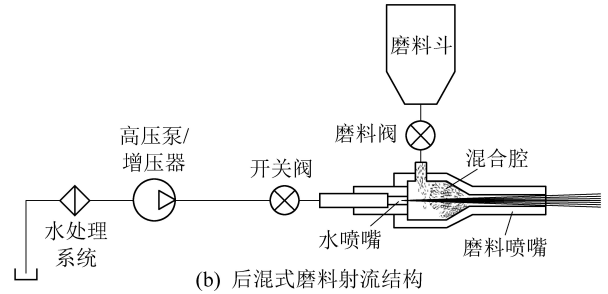 磨料斗
高压泵/
增压器
磨料阀
开关阀
混合腔
水处理
系统
水喷嘴
磨料喷嘴
(b) 后混式磨料射流结构